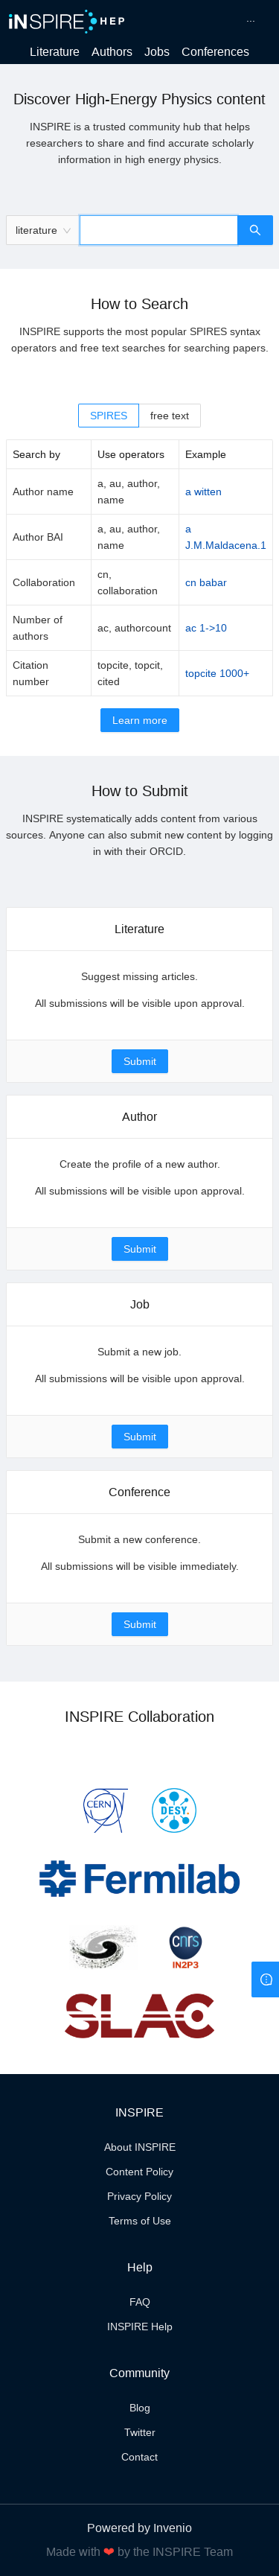 iNSPIRE HEP
...
Literature Authors Jobs Conferences
Discover High-Energy Physics content
INSPIRE is a trusted community hub that helps
researchers to share and find accurate scholarly
information in high energy physics.
literature
How to Search
INSPIRE supports the most popular SPIRES syntax
operators and free text searches for searching papers.
SPIRES free text
Search by Use operators Example
Author name a, au, author, name a witten
Author BAI a, au, author, name a J.M.Maldacena.1
Collaboration cn, collaboration cn babar
Number of authors ac, authorcount ac 1->10
Citation number topcite, topcit, cited topcite 1000+
Learn more
How to Submit
INSPIRE systematically adds content from various
sources. Anyone can also submit new content by logging
in with their ORCID.
Literature
Suggest missing articles.
All submissions will be visible upon approval.
Submit
Author
Create the profile of a new author.
All submissions will be visible upon approval.
Submit
Job
Submit a new job.
All submissions will be visible upon approval.
Submit
Conference
Submit a new conference.
All submissions will be visible immediately.
Submit
INSPIRE Collaboration
CERN DESY.
Fermilab
cnrs
IN2P3
SLAC
INSPIRE
About INSPIRE
Content Policy
Privacy Policy
Terms of Use
Help
FAQ
INSPIRE Help
Community
Blog
Twitter
Contact
Powered by Invenio
Made with ❤ by the INSPIRE Team